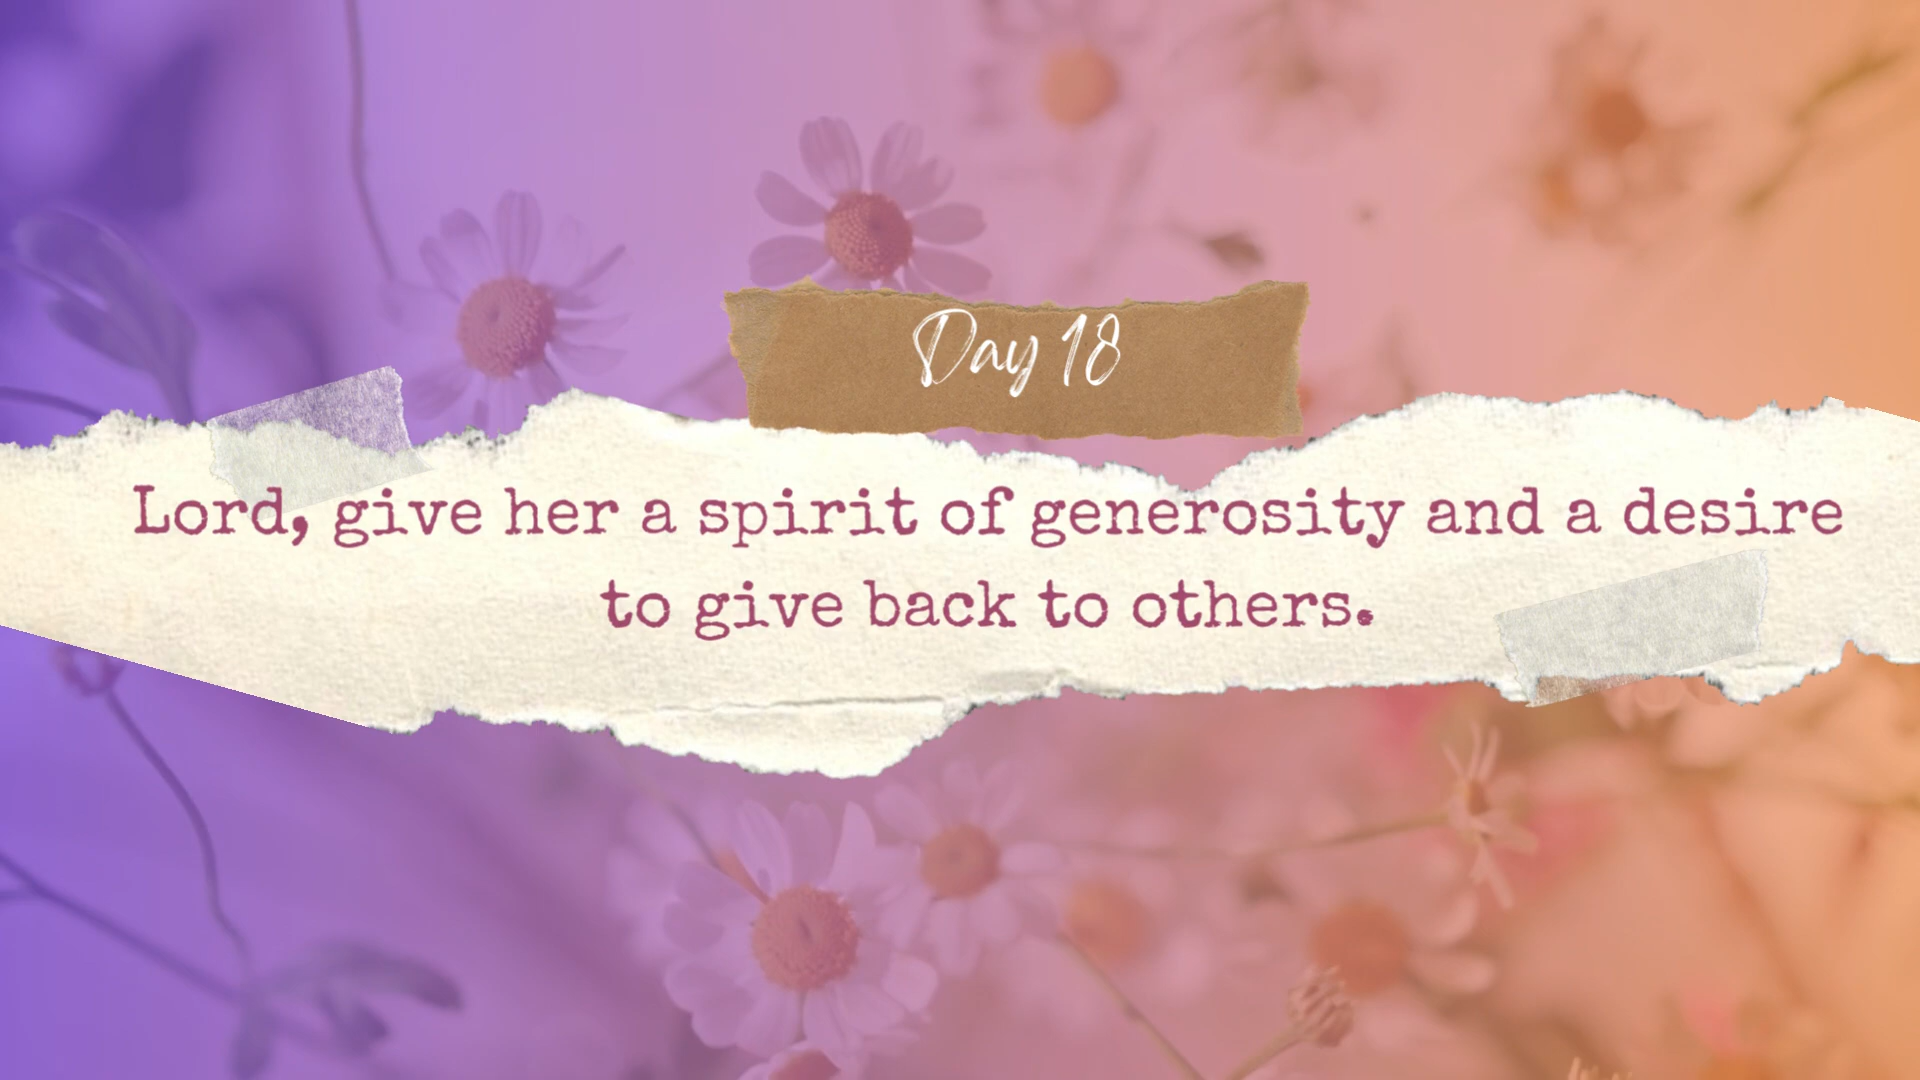 Day 18
Lord, give her a spirit of generosity and a desire
to give back to others.